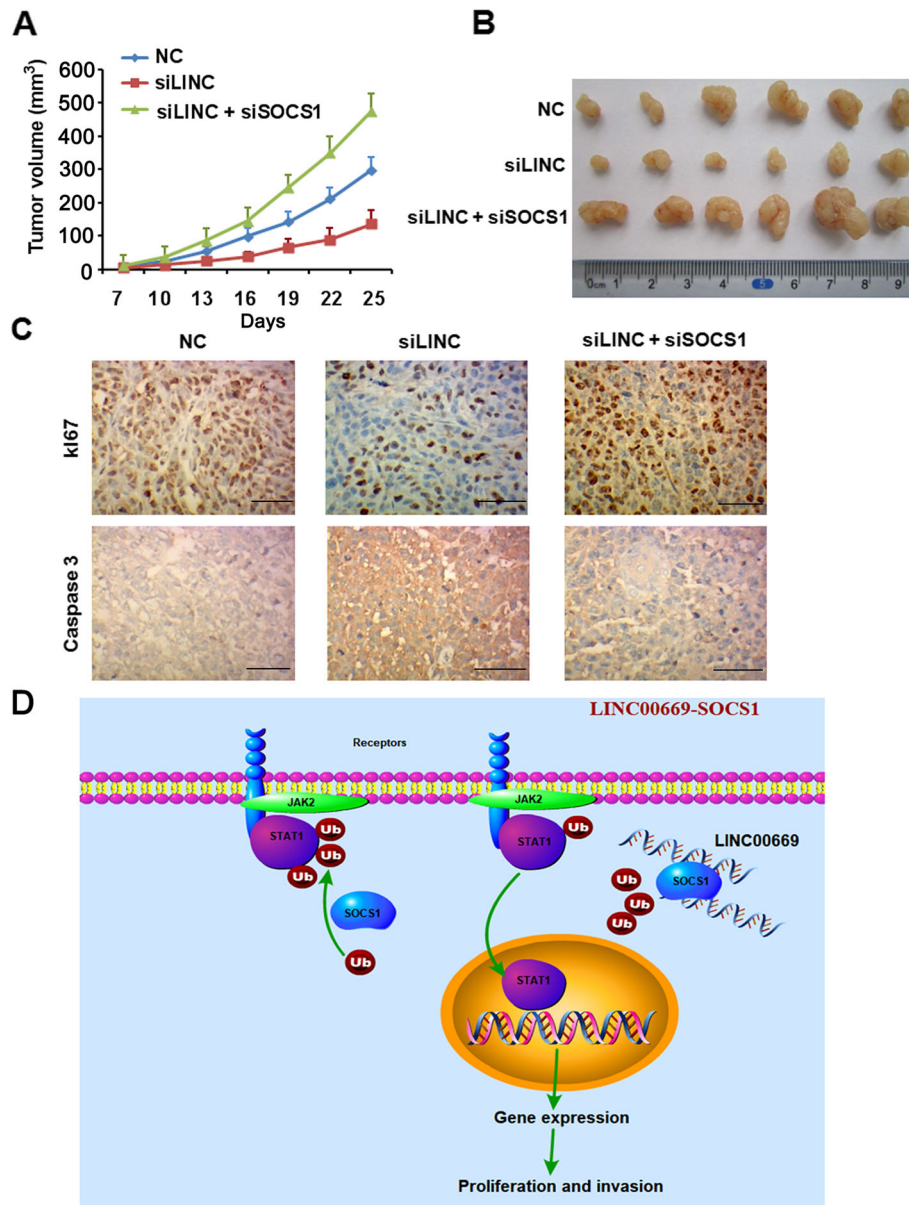 A
NC
siLINC
siLINC + siSOCS1
Tumor volume (mm³)
600
500
400
300
200
100
0
7 10 13 16 19 22 25
Days
B
NC
siLINC
siLINC + siSOCS1
0cm 1 2 3 4 5 6 7 8 9
C
NC siLINC siLINC + siSOCS1
kI67
Caspase 3
D
LINC00669-SOCS1
Receptors
JAK2 JAK2
STAT1 Ub STAT1 Ub LINC00669
Ub
Ub
SOCS1
Ub
Ub
Ub
SOCS1
Ub
STAT1
Gene expression
Proliferation and invasion